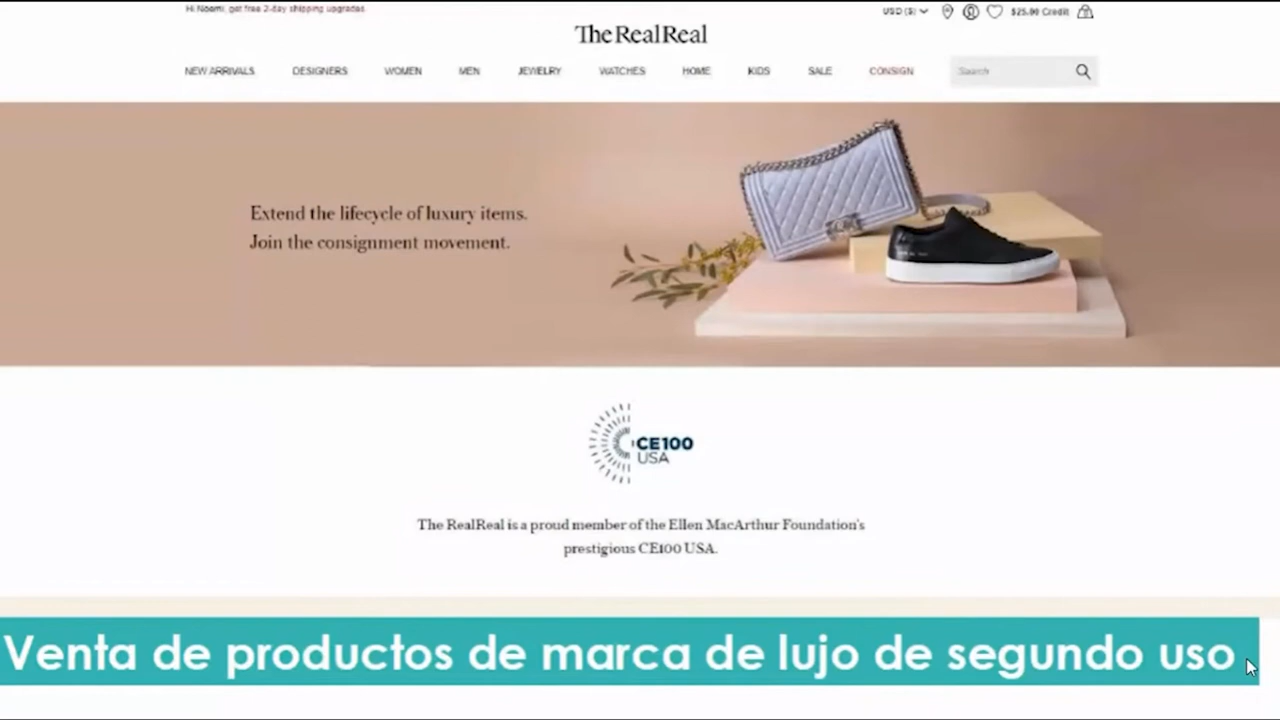 Hi Noemi, get free 2-day shipping upgrades
USD ($)
$25.00 Credit
The RealReal
NEW ARRIVALS DESIGNERS WOMEN MEN JEWELRY WATCHES HOME KIDS SALE CONSIGN
Search
Extend the lifecycle of luxury items.
Join the consignment movement.
CE100
USA
The RealReal is a proud member of the Ellen MacArthur Foundation's
prestigious CE100 USA.
Venta de productos de marca de lujo de segundo uso